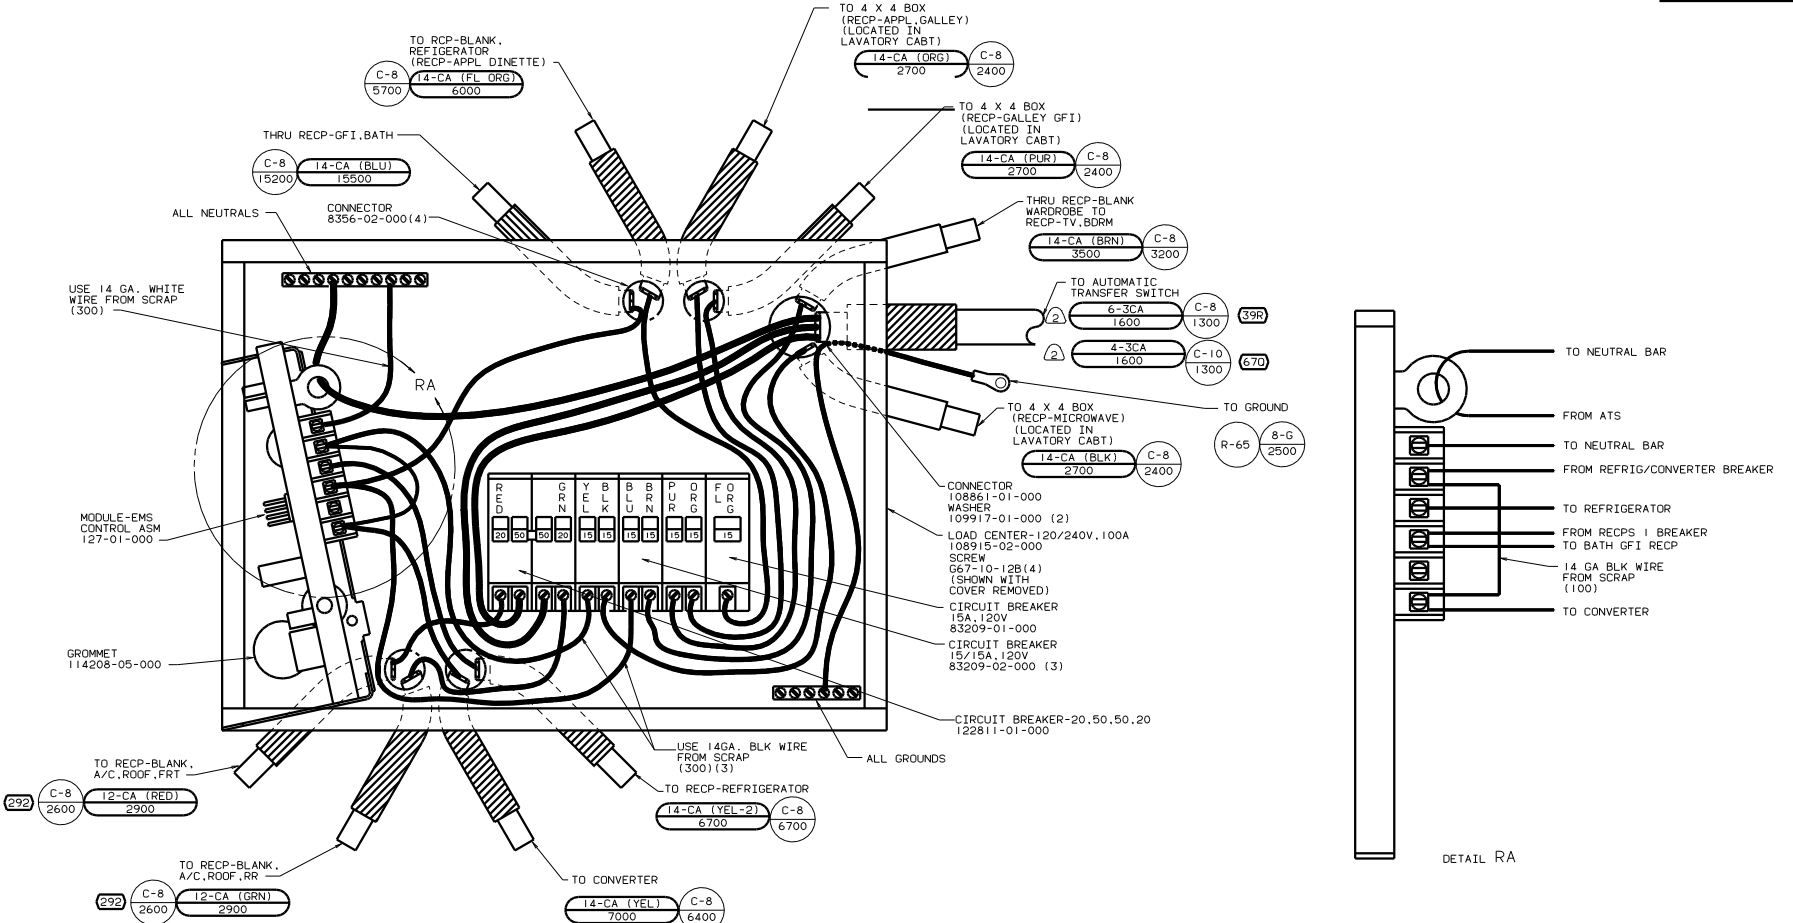 TO 4 X 4 BOX
(RECP-APPL,GALLEY)
(LOCATED IN
LAVATORY CABT)
14-CA (ORG)
2700
C-8
2400
TO RCP-BLANK,
REFIGERATOR
(RECP-APPL DINETTE)
C-8
5700
14-CA (FL ORG)
6000
TO 4 X 4 BOX
(RECP-GALLEY GFI)
(LOCATED IN
LAVATORY CABT)
14-CA (PUR)
2700
C-8
2400
THRU RECP-GFI,BATH
C-8
15200
14-CA (BLU)
15500
ALL NEUTRALS
CONNECTOR
8356-02-000(4)
THRU RECP-BLANK
WARDROBE TO
RECP-TV,BDRM
14-CA (BRN)
3500
C-8
3200
USE 14 GA. WHITE
WIRE FROM SCRAP
(300)
TO AUTOMATIC
TRANSFER SWITCH
2
6-3CA
1600
C-8
1300
39R
2
4-3CA
1600
C-10
1300
67Q
RA
TO GROUND
R-65
8-G
2500
TO 4 X 4 BOX
(RECP-MICROWAVE)
(LOCATED IN
LAVATORY CABT)
14-CA (BLK)
2700
C-8
2400
RED
GRN
YEL
BLK
BLU
BRN
PUR
ORG
FL
ORG
20 50 50 20 15 15 15 15 15 15 15
MODULE-EMS
CONTROL ASM
127-01-000
CONNECTOR
108861-01-000
WASHER
109917-01-000 (2)
LOAD CENTER-120/240V,100A
108915-02-000
SCREW
G67-10-12B(4)
(SHOWN WITH
COVER REMOVED)
CIRCUIT BREAKER
15A,120V
83209-01-000
CIRCUIT BREAKER
15/15A,120V
83209-02-000 (3)
CIRCUIT BREAKER-20,50,50,20
122811-01-000
GROMMET
114208-05-000
USE 14GA. BLK WIRE
FROM SCRAP
(300)(3)
ALL GROUNDS
TO RECP-BLANK,
A/C,ROOF,FRT
292
C-8
2600
12-CA (RED)
2900
TO RECP-REFRIGERATOR
14-CA (YEL-2)
6700
C-8
6700
TO RECP-BLANK,
A/C,ROOF,RR
292
C-8
2600
12-CA (GRN)
2900
TO CONVERTER
14-CA (YEL)
7000
C-8
6400
TO NEUTRAL BAR
FROM ATS
TO NEUTRAL BAR
FROM REFRIG/CONVERTER BREAKER
TO REFRIGERATOR
FROM RECPS 1 BREAKER
TO BATH GFI RECP
14 GA BLK WIRE
FROM SCRAP
(100)
TO CONVERTER
DETAIL RA